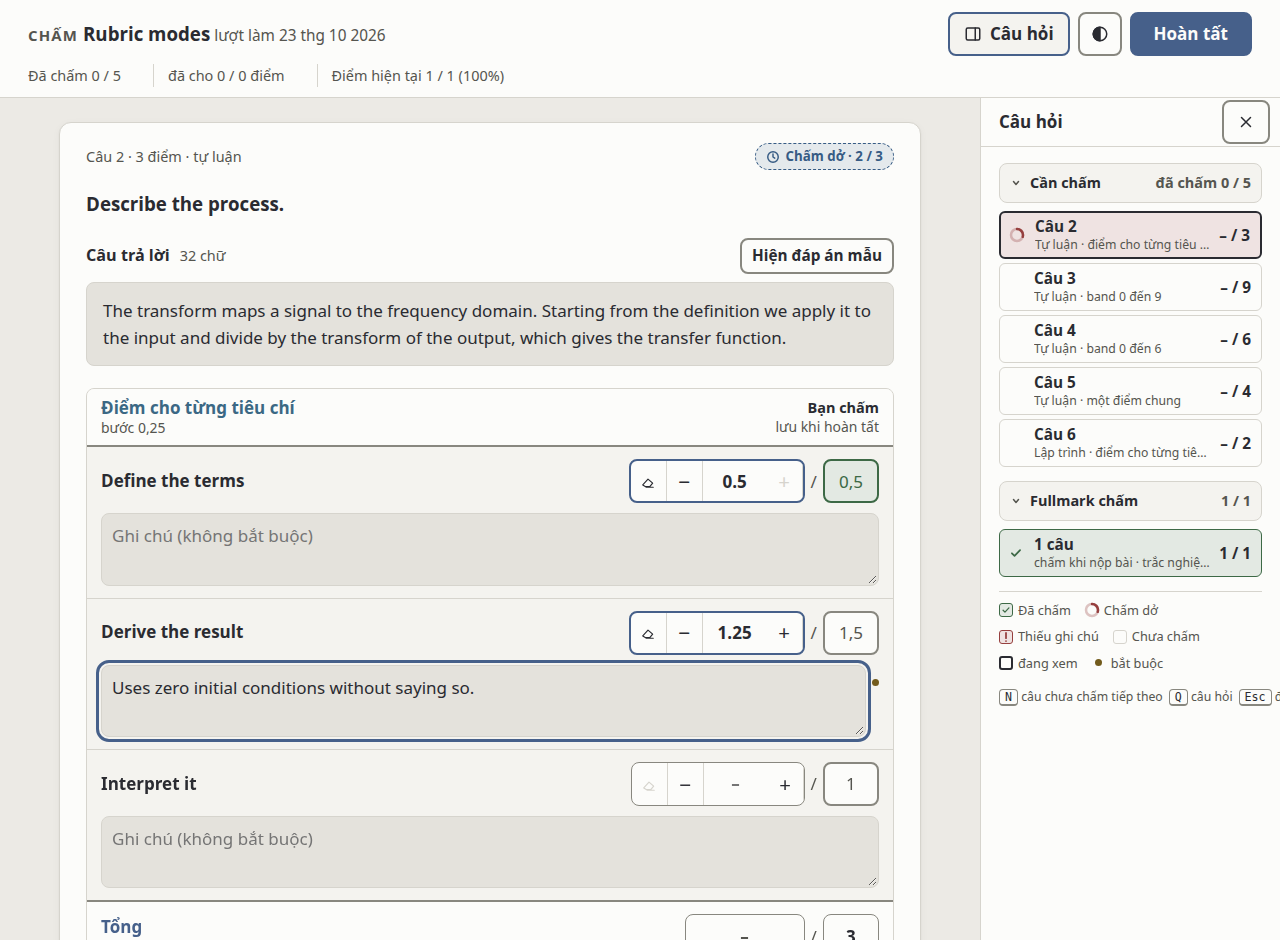 CHẤM Rubric modes lượt làm 23 thg 10 2026
Câu hỏi
Hoàn tất
Đã chấm 0 / 5
đã cho 0 / 0 điểm
Điểm hiện tại 1 / 1 (100%)
Câu 2 · 3 điểm · tự luận
Chấm dở · 2 / 3
Describe the process.
Câu trả lời 32 chữ
Hiện đáp án mẫu
The transform maps a signal to the frequency domain. Starting from the definition we apply it to
the input and divide by the transform of the output, which gives the transfer function.
Điểm cho từng tiêu chí
bước 0,25
Bạn chấm
lưu khi hoàn tất
Define the terms
− 0.5 + / 0,5
Ghi chú (không bắt buộc)
Derive the result
− 1.25 + / 1,5
Uses zero initial conditions without saying so.
Interpret it
− – + / 1
Ghi chú (không bắt buộc)
Tổng
– / 3
Câu hỏi
Cần chấm
đã chấm 0 / 5
Câu 2
Tự luận · điểm cho từng tiêu ...
– / 3
Câu 3
Tự luận · band 0 đến 9
– / 9
Câu 4
Tự luận · band 0 đến 6
– / 6
Câu 5
Tự luận · một điểm chung
– / 4
Câu 6
Lập trình · điểm cho từng tiê...
– / 2
Fullmark chấm
1 / 1
1 câu
chấm khi nộp bài · trắc nghiệ...
1 / 1
Đã chấm
Chấm dở
! Thiếu ghi chú
Chưa chấm
đang xem
bắt buộc
N câu chưa chấm tiếp theo Q câu hỏi Esc